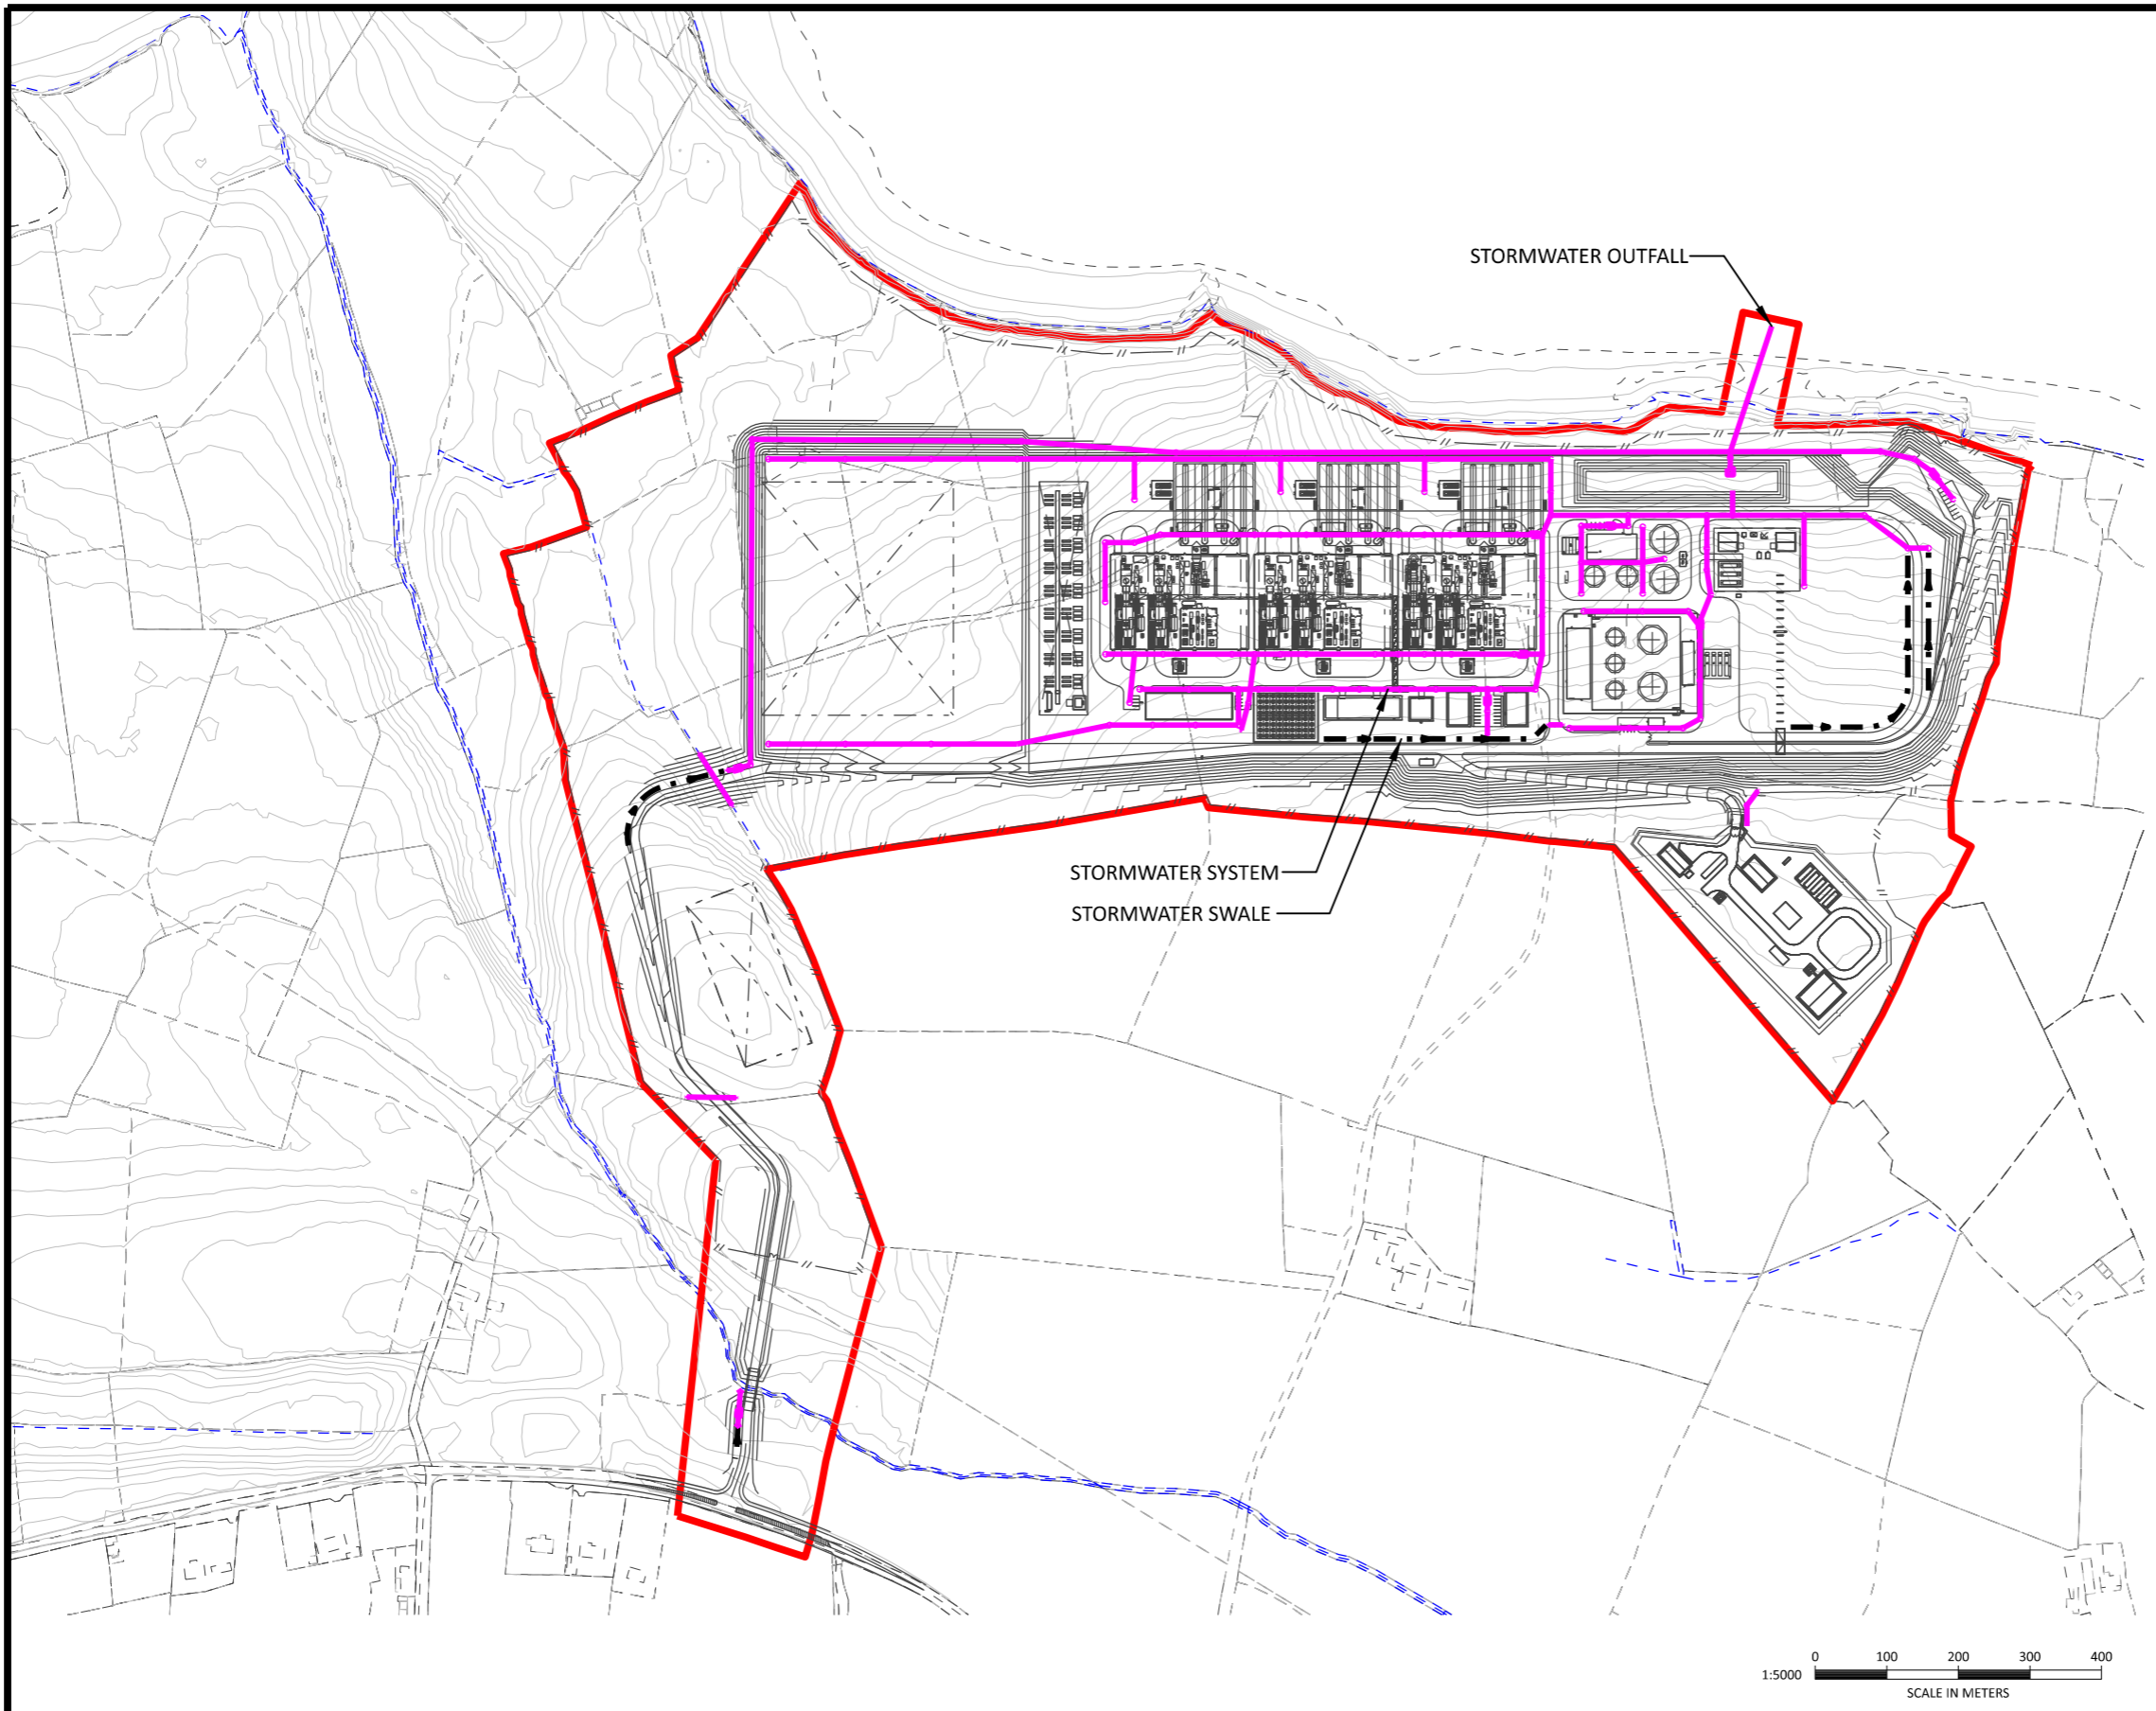 STORMWATER OUTFALL
STORMWATER SYSTEM
STORMWATER SWALE
0 100 200 300 400
1:5000
SCALE IN METERS